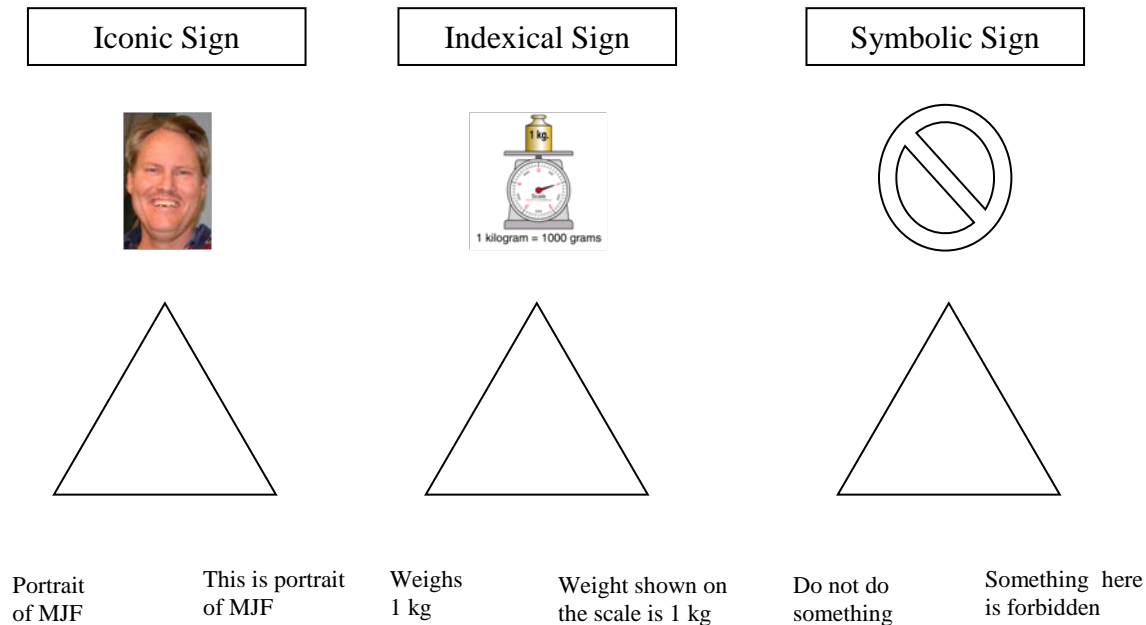 Iconic Sign
Indexical Sign
Symbolic Sign
1 kg.
Scale
1 kilogram = 1000 grams
Portrait
of MJF
This is portrait
of MJF
Weighs
1 kg
Weight shown on
the scale is 1 kg
Do not do
something
Something here
is forbidden